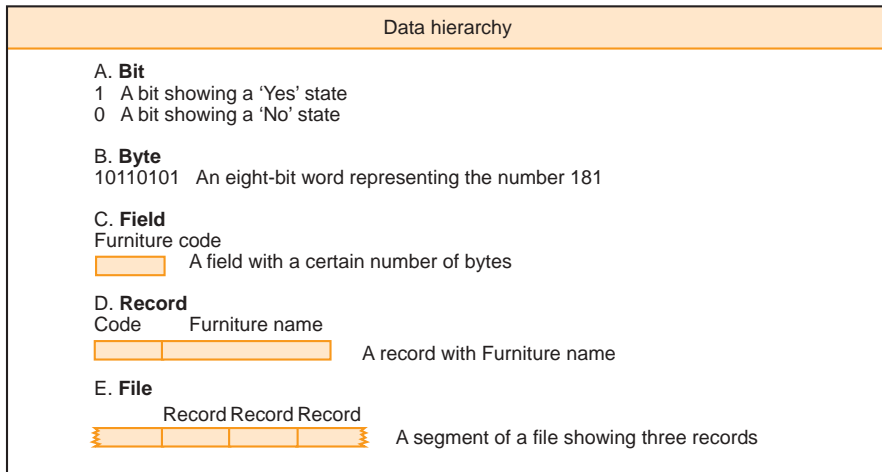 Data hierarchy
A. Bit
1 A bit showing a ‘Yes’ state
0 A bit showing a ‘No’ state
B. Byte
10110101 An eight-bit word representing the number 181
C. Field
Furniture code
A field with a certain number of bytes
D. Record
Code Furniture name
A record with Furniture name
E. File
Record Record Record
A segment of a file showing three records